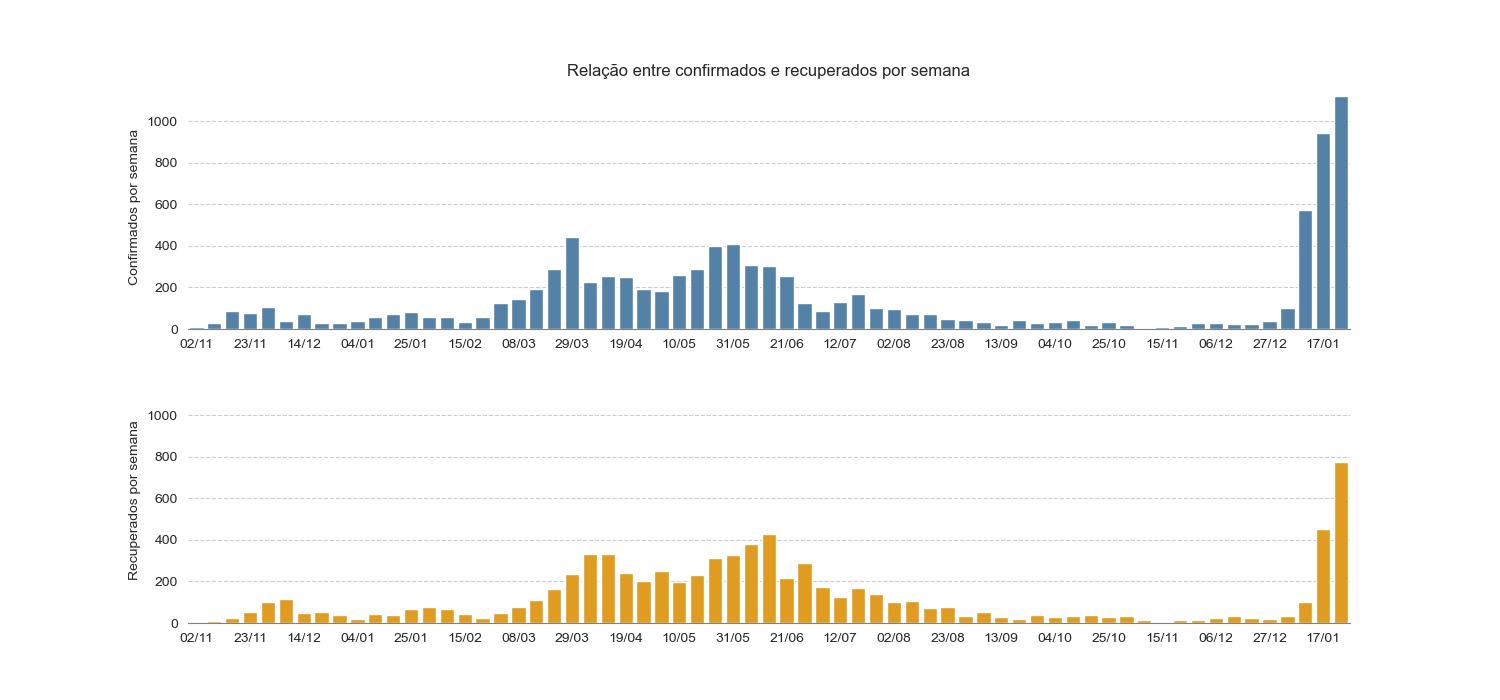 Relação entre confirmados e recuperados por semana
Confirmados por semana
1000
800
600
400
200
0
02/11 23/11 14/12 04/01 25/01 15/02 08/03 29/03 19/04 10/05 31/05 21/06 12/07 02/08 23/08 13/09 04/10 25/10 15/11 06/12 27/12 17/01
Recuperados por semana
1000
800
600
400
200
0
02/11 23/11 14/12 04/01 25/01 15/02 08/03 29/03 19/04 10/05 31/05 21/06 12/07 02/08 23/08 13/09 04/10 25/10 15/11 06/12 27/12 17/01